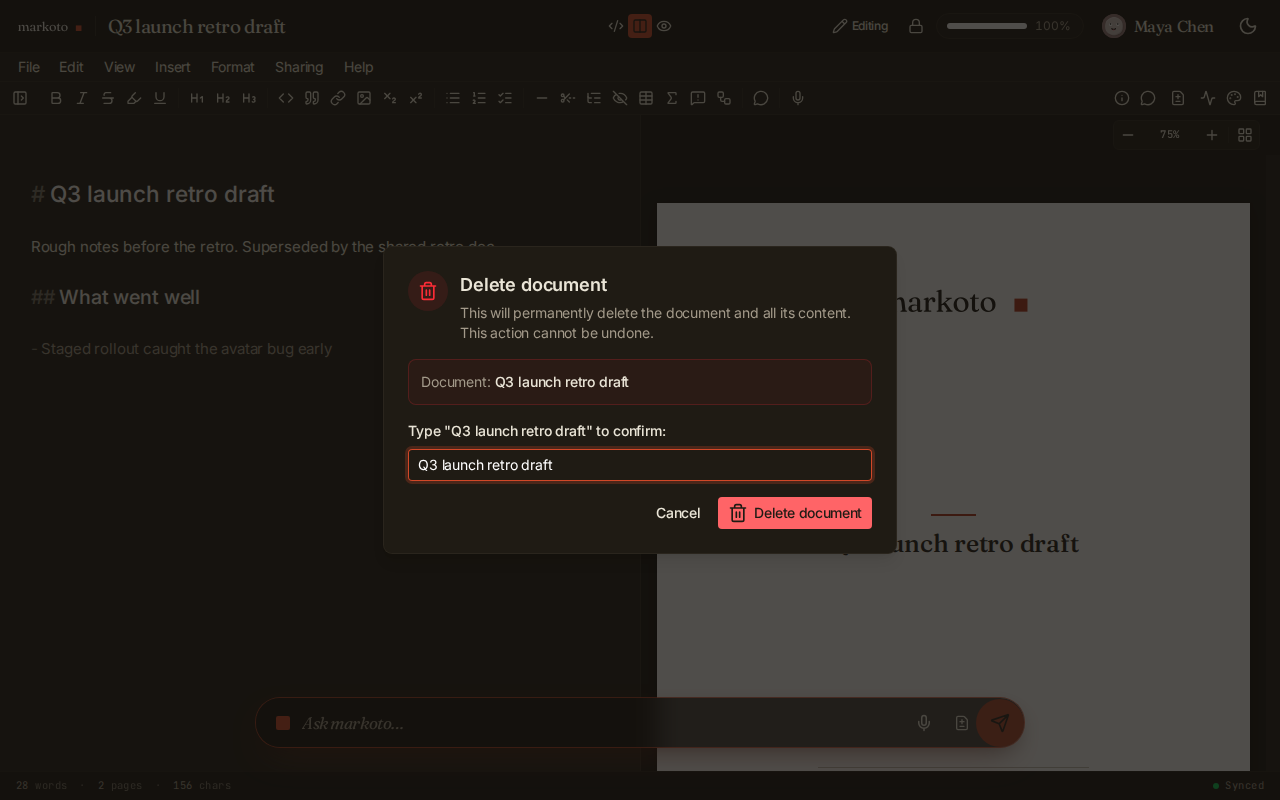 markoto
Q3 launch retro draft
Editing
100%
Maya Chen
File Edit View Insert Format Sharing Help
H1 H2 H3
75%
# Q3 launch retro draft
Rough notes before the retro. Superseded by the shared retro doc.
## What went well
- Staged rollout caught the avatar bug early
markoto
launch retro draft
Delete document
This will permanently delete the document and all its content.
This action cannot be undone.
Document: Q3 launch retro draft
Type "Q3 launch retro draft" to confirm:
Q3 launch retro draft
Cancel
Delete document
Ask markoto...
28 words · 2 pages · 156 chars
Synced